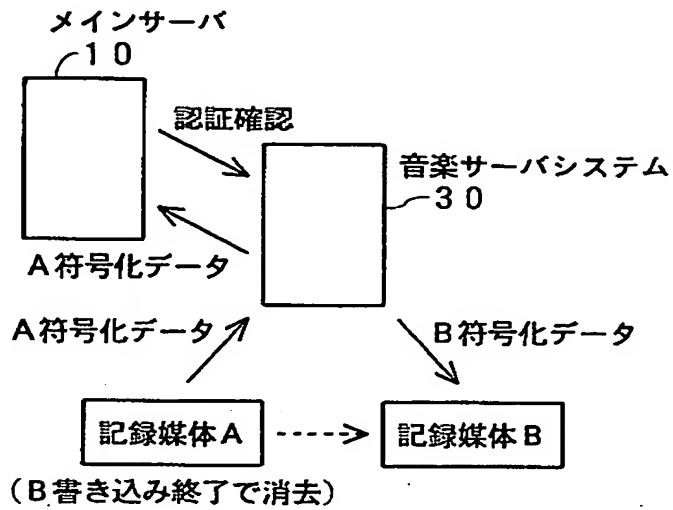 メインサーバ
10
認証確認
音楽サーバシステム
30
A符号化データ
A符号化データ
B符号化データ
記録媒体A
記録媒体B
(B書き込み終了で消去)